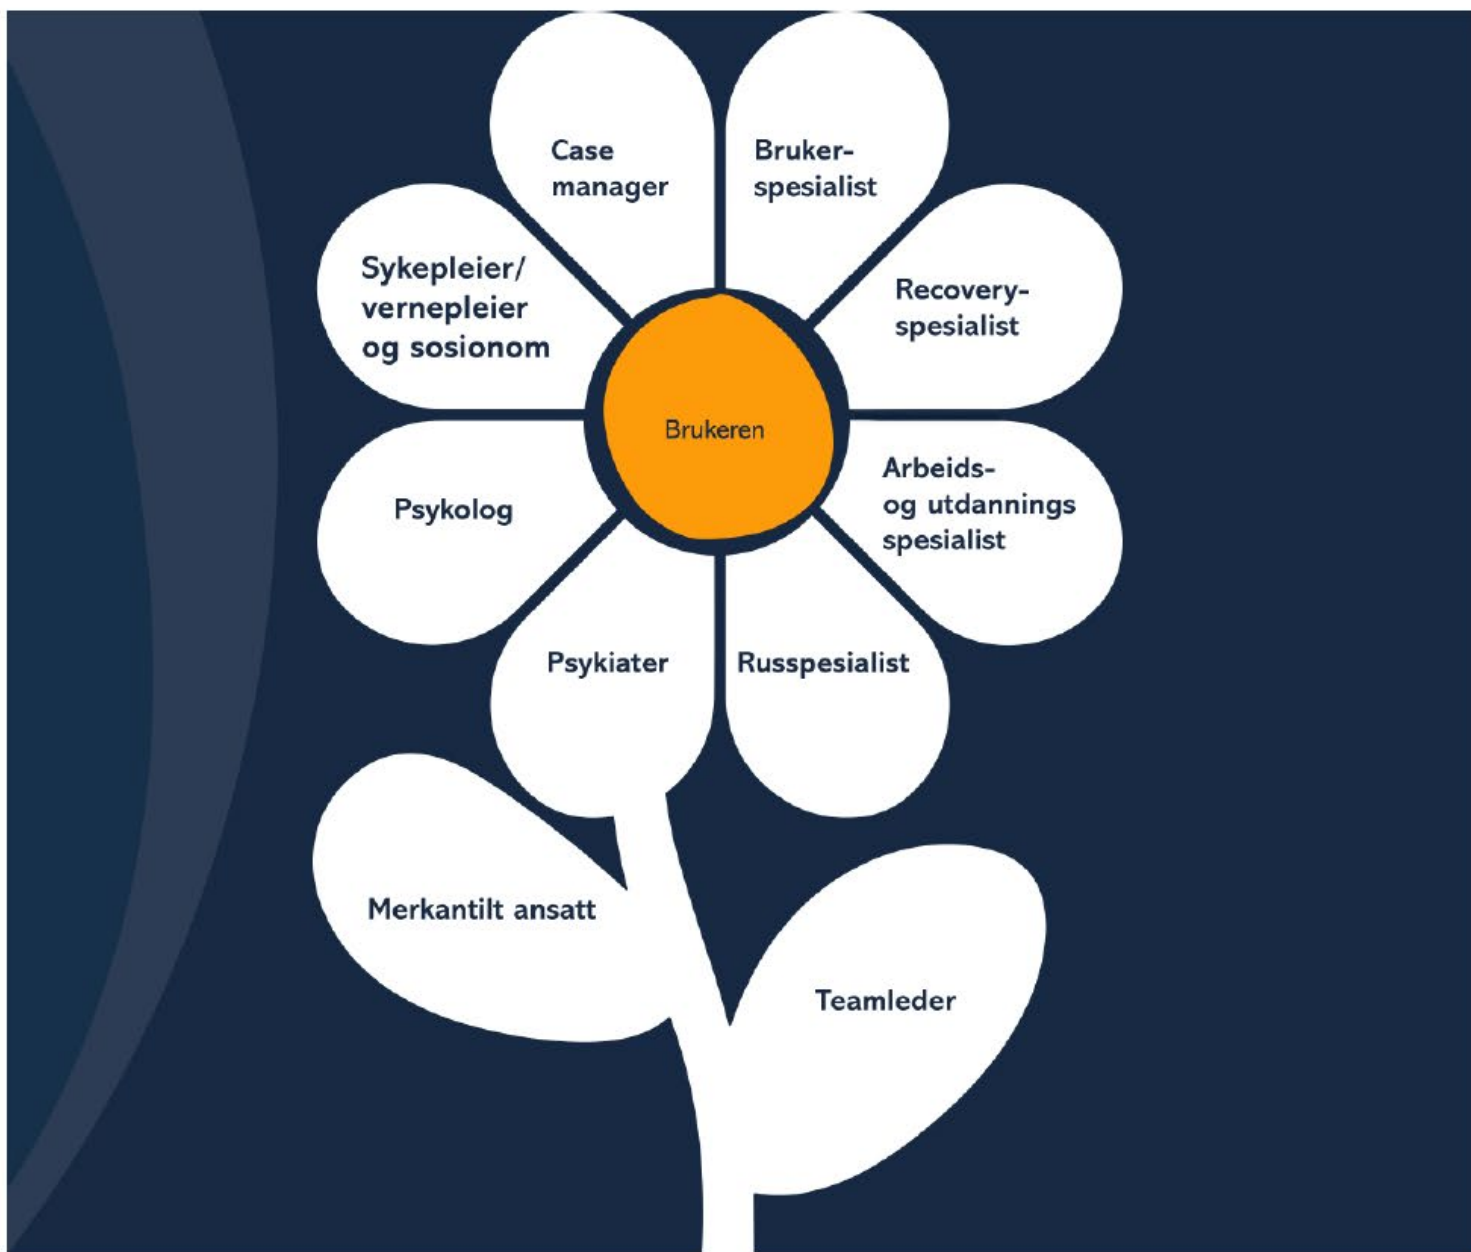 Case
manager
Bruker-
spesialist
Sykepleier/
vernepleier
og sosionom
Recovery-
spesialist
Brukeren
Psykolog
Arbeids-
og utdannings
spesialist
Psykiater
Russpesialist
Merkantilt ansatt
Teamleder